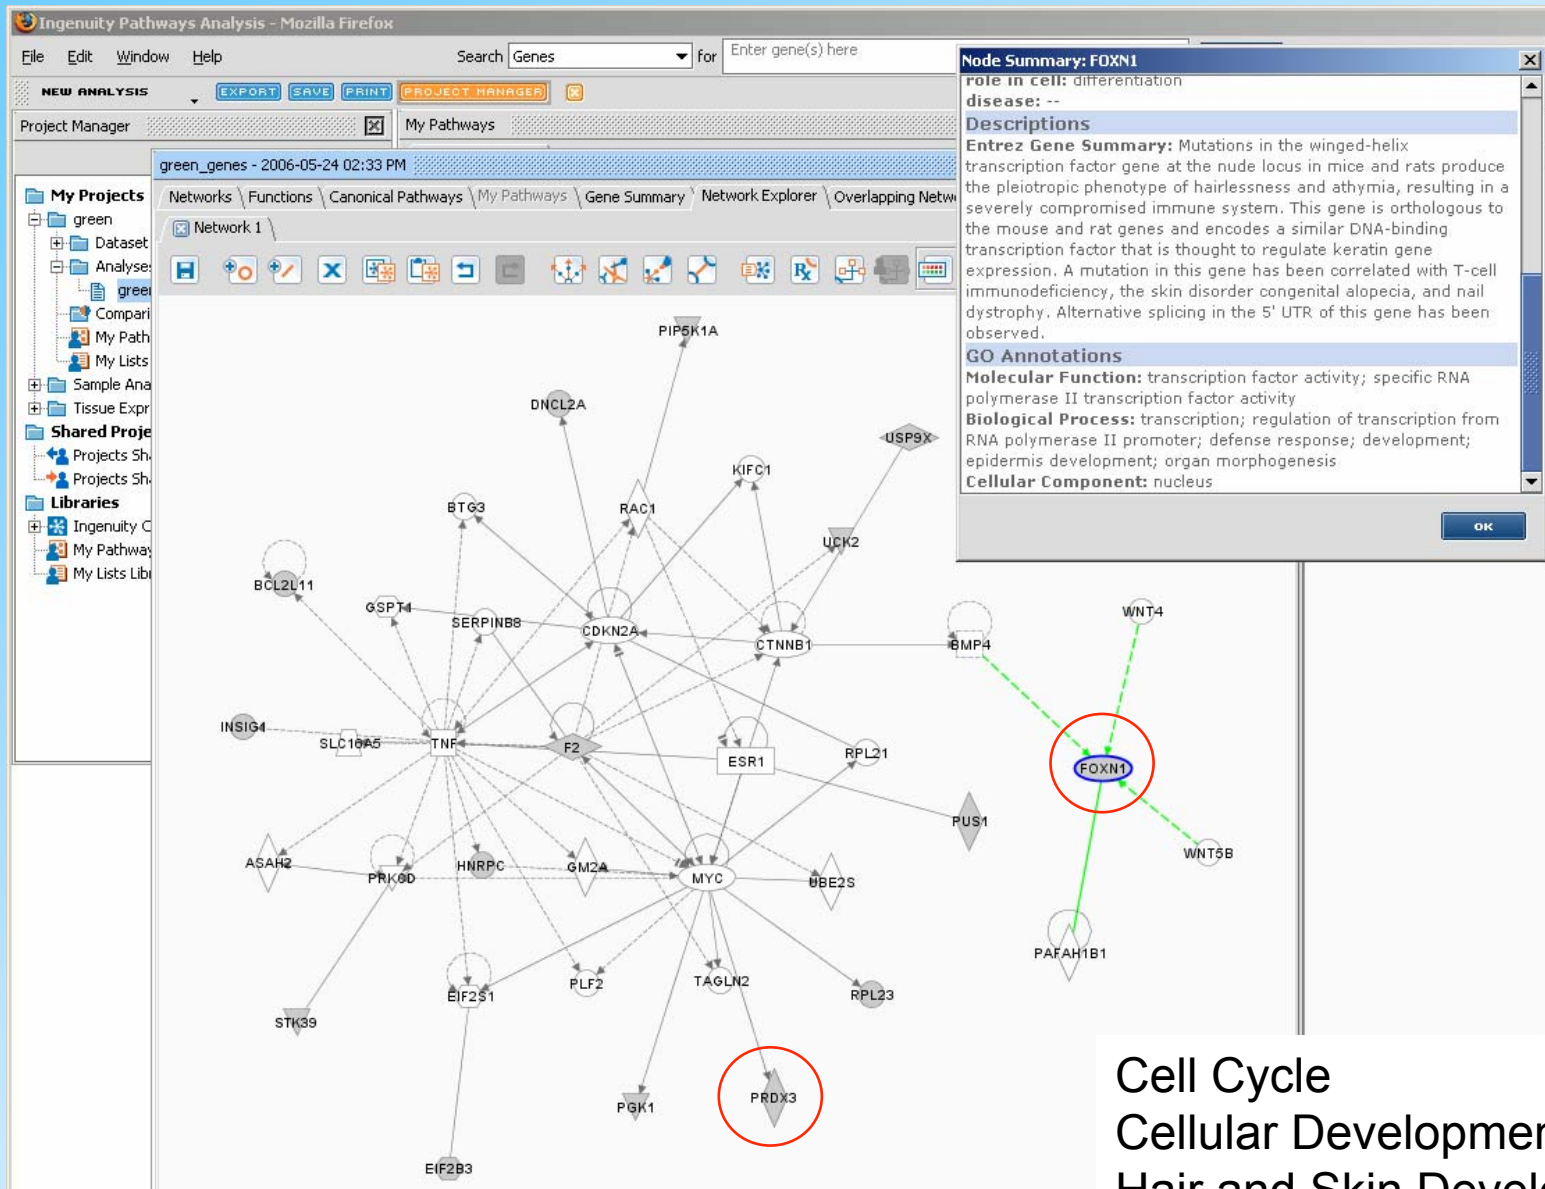 Ingenuity Pathways Analysis - Mozilla Firefox
File Edit Window Help
Search Genes for Enter gene(s) here
NEW ANALYSIS EXPORT SAVE PRINT PROJECT MANAGER
Project Manager
My Pathways
green_genes - 2006-05-24 02:33 PM
Networks Functions Canonical Pathways My Pathways Gene Summary Network Explorer Overlapping Netw
Network 1
My Projects
green
Dataset
Analyse
green
Compari
My Path
My Lists
Sample Ana
Tissue Expr
Shared Proje
Projects Sh
Projects Sh
Libraries
Ingenuity C
My Pathway
My Lists Libr
Node Summary: FOXN1
role in cell: differentiation
disease: --
Descriptions
Entrez Gene Summary: Mutations in the winged-helix
transcription factor gene at the nude locus in mice and rats produce
the pleiotropic phenotype of hairlessness and athymia, resulting in a
severely compromised immune system. This gene is orthologous to
the mouse and rat genes and encodes a similar DNA-binding
transcription factor that is thought to regulate keratin gene
expression. A mutation in this gene has been correlated with T-cell
immunodeficiency, the skin disorder congenital alopecia, and nail
dystrophy. Alternative splicing in the 5' UTR of this gene has been
observed.
GO Annotations
Molecular Function: transcription factor activity; specific RNA
polymerase II transcription factor activity
Biological Process: transcription; regulation of transcription from
RNA polymerase II promoter; defense response; development;
epidermis development; organ morphogenesis
Cellular Component: nucleus
OK
PIP5K1A
DNCL2A
USP9X
KIFC1
BTG3
RAC1
UCK2
BCL2L11
GSPT1
SERPINB8
CDKN2A
CTNNB1
BMP4
WNT4
INSIG1
SLC16A5
TNF
F2
ESR1
RPL21
FOXN1
PUS1
WNT5B
ASAH2
PRKCD
HNRPC
GM2A
MYC
UBE2S
PAFAH1B1
EIF2S1
PLF2
TAGLN2
RPL23
STK39
PGK1
PRDX3
EIF2B3
Cell Cycle
Cellular Developmen
Hair and Skin Devel